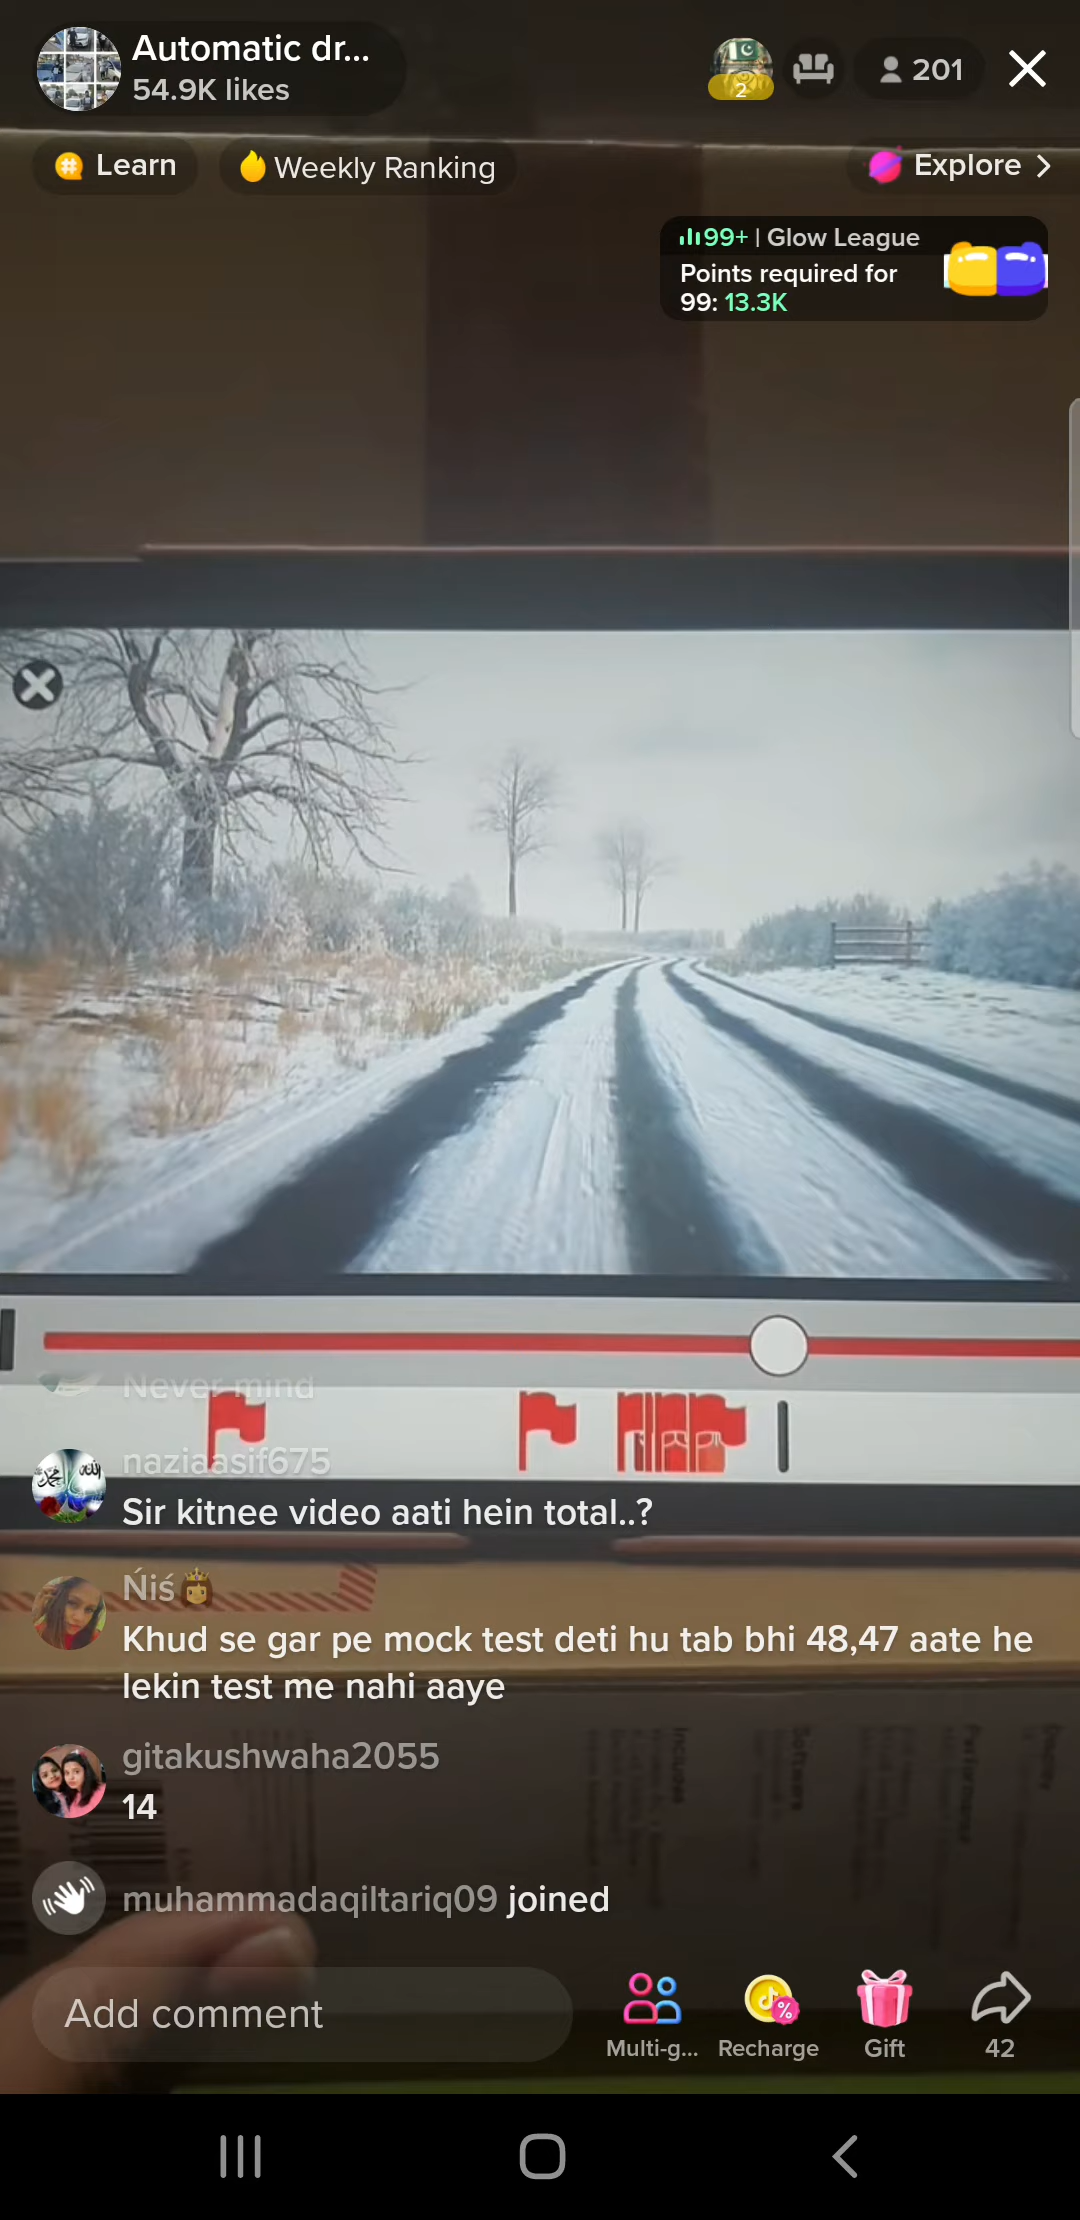 Automatic dr...
54.9K likes
2
201
Learn
Weekly Ranking
Explore
99+ | Glow League
Points required for
99: 13.3K
Never mind
naziaasif675
Sir kitnee video aati hein total..?
Ńiś
Khud se gar pe mock test deti hu tab bhi 48,47 aate he
lekin test me nahi aaye
gitakushwaha2055
14
muhammadaqiltariq09 joined
Add comment
Multi-g...
Recharge
Gift
42